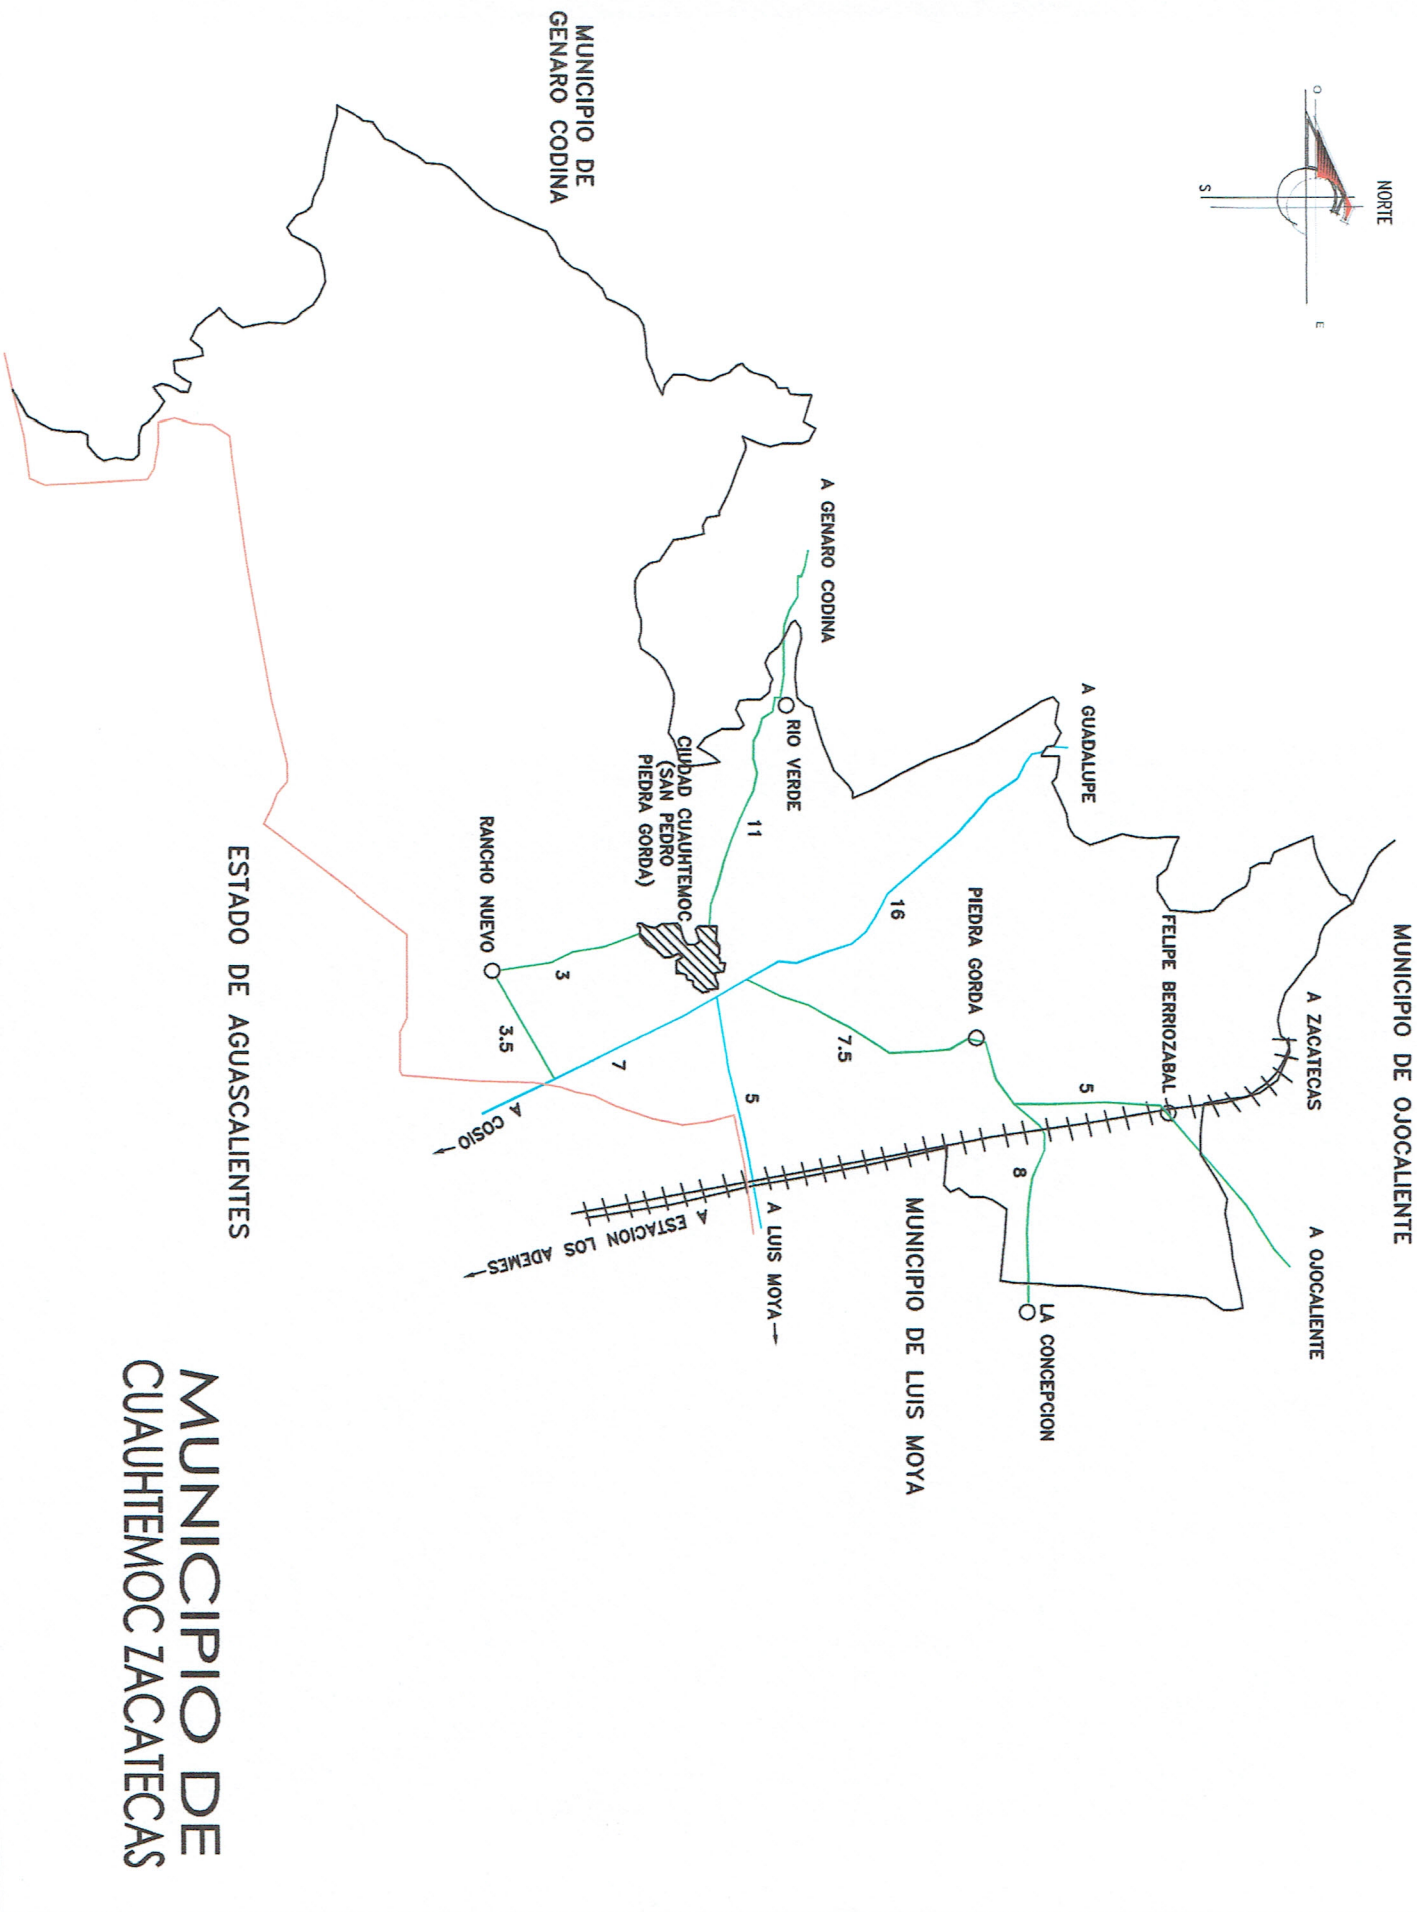 NORTE
O
S
E
MUNICIPIO DE OJOCALIENTE
MUNICIPIO DE
GENARO CODINA
A GENARO CODINA
A GUADALUPE
A ZACATECAS
A OJOCALIENTE
FELIPE BERRIOZABAL
PIEDRA GORDA
RIO VERDE
11
16
7.5
5
8
LA CONCEPCION
CIUDAD CUAUHTEMOC
(SAN PEDRO
PIEDRA GORDA)
RANCHO NUEVO
3
3.5
7
5
A COSIO
A LUIS MOYA
A ESTACION LOS ADEMES
MUNICIPIO DE LUIS MOYA
ESTADO DE AGUASCALIENTES
MUNICIPIO DE
CUAUHTEMOC ZACATECAS